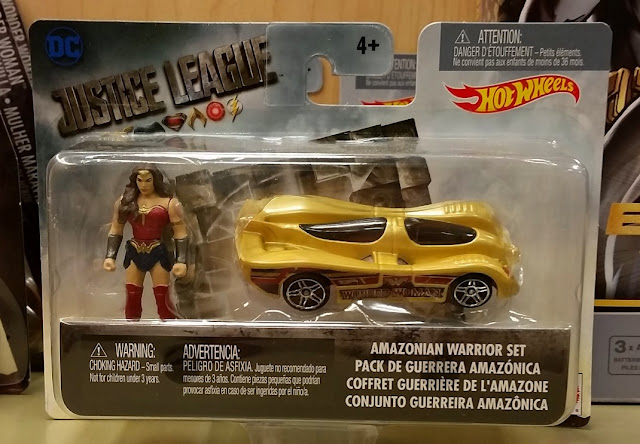 DC
JUSTICE LEAGUE
4+
ATTENTION:
DANGER D'ÉTOUFFEMENT – Petits éléments.
Ne convient pas aux enfants de moins de 36 mois.
HOT WHEELS
WONDER WOMAN
WARNING:
CHOKING HAZARD – Small parts.
Not for children under 3 years.
ADVERTENCIA:
PELIGRO DE ASFIXIA. Juguete no recomendado para
menores de 3 años. Contiene piezas pequeñas que podrían
provocar asfixia en caso de ser ingeridas por el niño/a.
AMAZONIAN WARRIOR SET
PACK DE GUERRERA AMAZÓNICA
COFFRET GUERRIÈRE DE L'AMAZONE
CONJUNTO GUERREIRA AMAZÔNICA
3 x